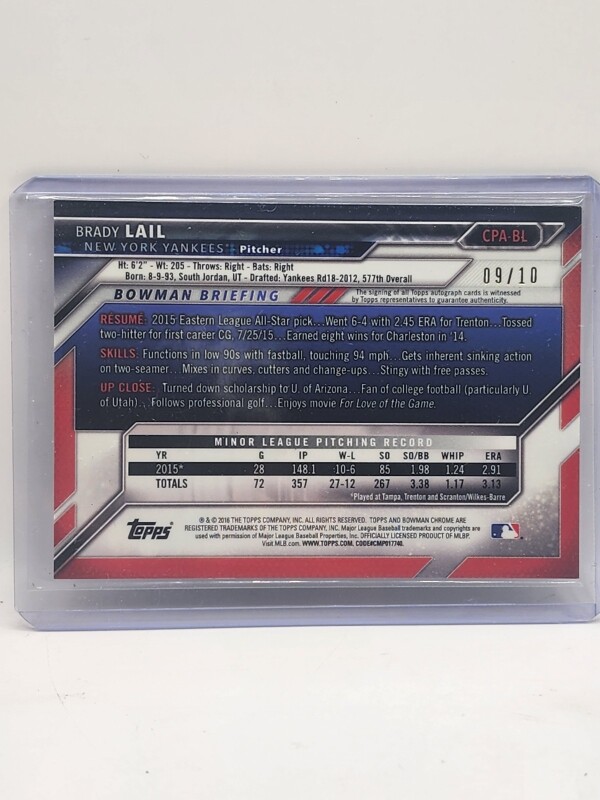 BRADY LAIL
CPA-BL
NEW YORK YANKEES Pitcher
Ht: 6'2" - Wt: 205 - Throws: Right - Bats: Right
Born: 8-9-93, South Jordan, UT - Drafted: Yankees Rd18-2012, 577th Overall
09/10
BOWMAN BRIEFING
The signing of all Topps autograph cards is witnessed
by Topps representatives to guarantee authenticity.
RESUMÉ: 2015 Eastern League All-Star pick...Went 6-4 with 2.45 ERA for Trenton...Tossed
two-hitter for first career CG, 7/25/15...Earned eight wins for Charleston in '14.
SKILLS: Functions in low 90s with fastball, touching 94 mph...Gets inherent sinking action
on two-seamer...Mixes in curves, cutters and change-ups...Stingy with free passes.
UP CLOSE: Turned down scholarship to U. of Arizona...Fan of college football (particularly U
of Utah)...Follows professional golf...Enjoys movie For Love of the Game.
MINOR LEAGUE PITCHING RECORD
YR G IP W-L SO SO/BB WHIP ERA
2015* 28 148.1 10-6 85 1.98 1.24 2.91
TOTALS 72 357 27-12 267 3.38 1.17 3.13
*Played at Tampa, Trenton and Scranton/Wilkes-Barre
Topps
® & © 2016 THE TOPPS COMPANY, INC. ALL RIGHTS RESERVED. TOPPS AND BOWMAN CHROME ARE
REGISTERED TRADEMARKS OF THE TOPPS COMPANY, INC. Major League Baseball trademarks and copyrights are
used with permission of Major League Baseball Properties, Inc. OFFICIALLY LICENSED PRODUCT OF MLBP.
Visit MLB.com. WWW.TOPPS.COM. CODE#CMP017740.